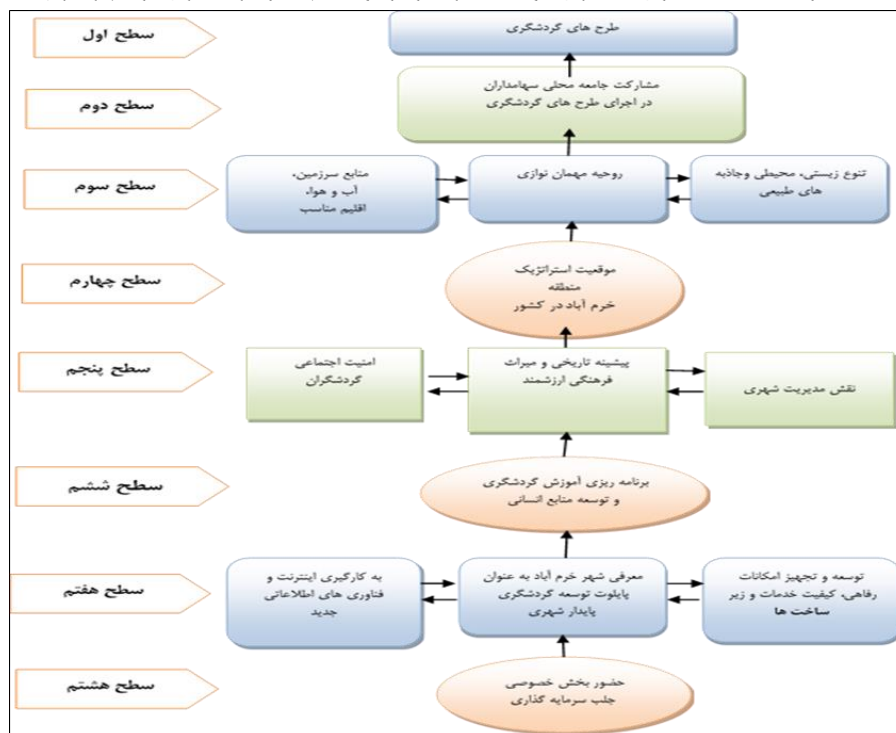 سطح اول
طرح های گردشگری
سطح دوم
مشارکت جامعه محلی سهامداران
در اجرای طرح های گردشگری
سطح سوم
تنوع زیستی، محیطی وجاذبه
های طبیعی
روحیه مهمان نوازی
منابع سرزمین،
آب و هوا،
اقلیم مناسب
سطح چهارم
موقعیت استراتژیک
منطقه
خرم آباد در کشور
سطح پنجم
نقش مدیریت شهری
پیشینه تاریخی و میراث
فرهنگی ارزشمند
امنیت اجتماعی
گردشگران
سطح ششم
برنامه ریزی آموزش گردشگری
و توسعه منابع انسانی
سطح هفتم
توسعه و تجهیز امکانات
رفاهی، کیفیت خدمات و زیر
ساخت ها
معرفی شهر خرم آباد به عنوان
پایلوت توسعه گردشگری
پایدار شهری
به کارگیری اینترنت و
فناوری های اطلاعاتی
جدید
سطح هشتم
حضور بخش خصوصی
جلب سرمایه گذاری